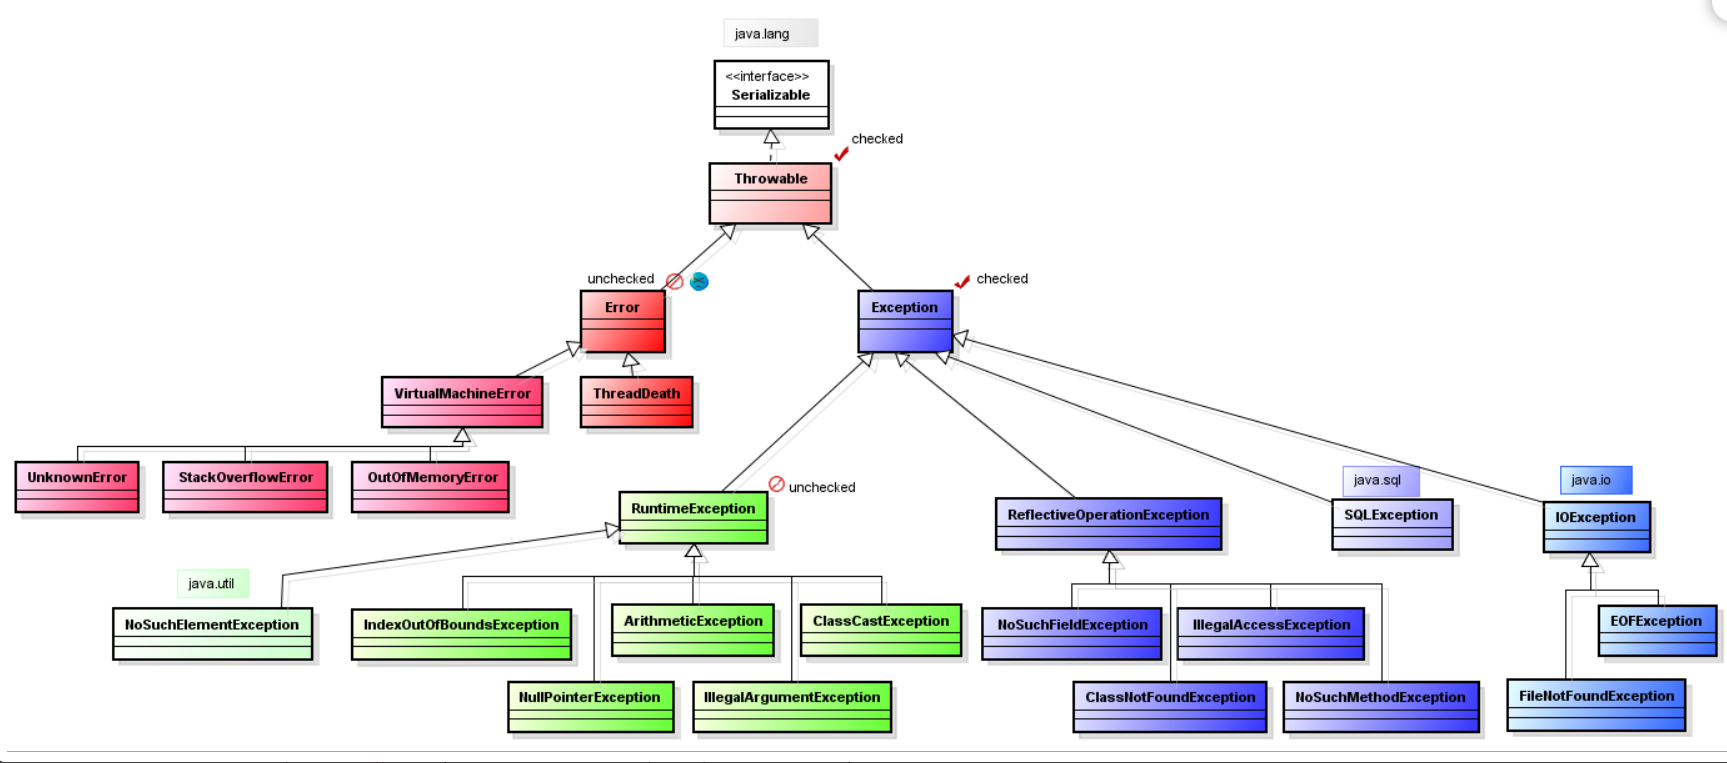 java.lang
<<interface>>
Serializable
checked
Throwable
unchecked
checked
Error
Exception
VirtualMachineError
ThreadDeath
UnknownError
StackOverflowError
OutOfMemoryError
unchecked
java.sql
java.io
RuntimeException
ReflectiveOperationException
SQLException
IOException
java.util
NoSuchElementException
IndexOutOfBoundsException
ArithmeticException
ClassCastException
NoSuchFieldException
IllegalAccessException
EOFException
NullPointerException
IllegalArgumentException
ClassNotFoundException
NoSuchMethodException
FileNotFoundException